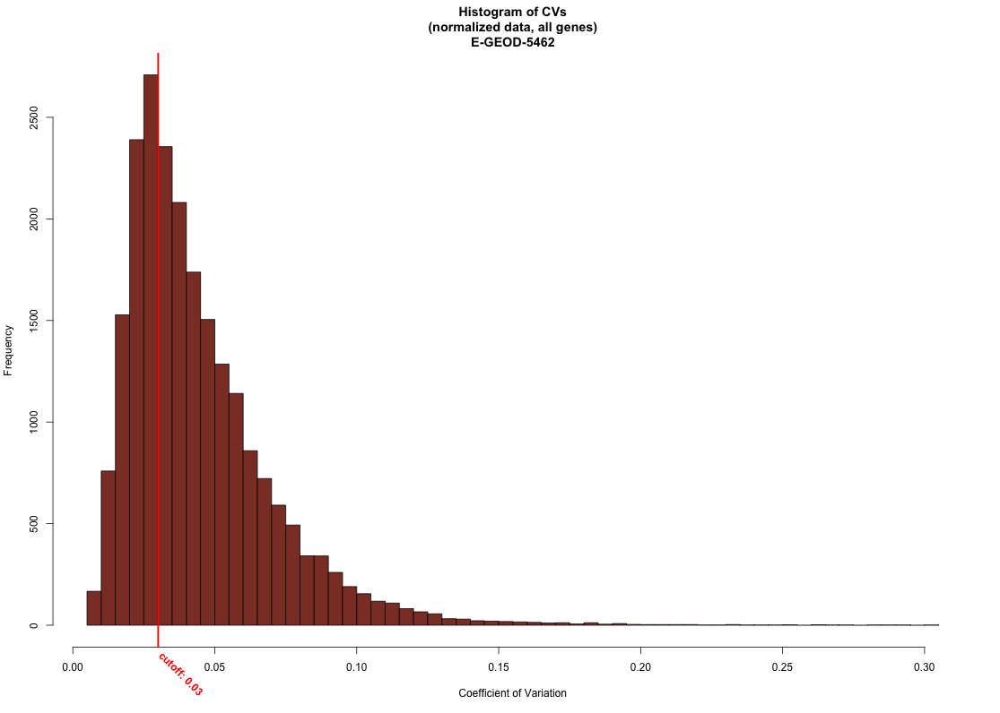 Histogram of CVs
(normalized data, all genes)
E-GEOD-5462
Frequency
2500
2000
1500
1000
500
0
0.00 0.05 0.10 0.15 0.20 0.25 0.30
cutoff: 0.03
Coefficient of Variation